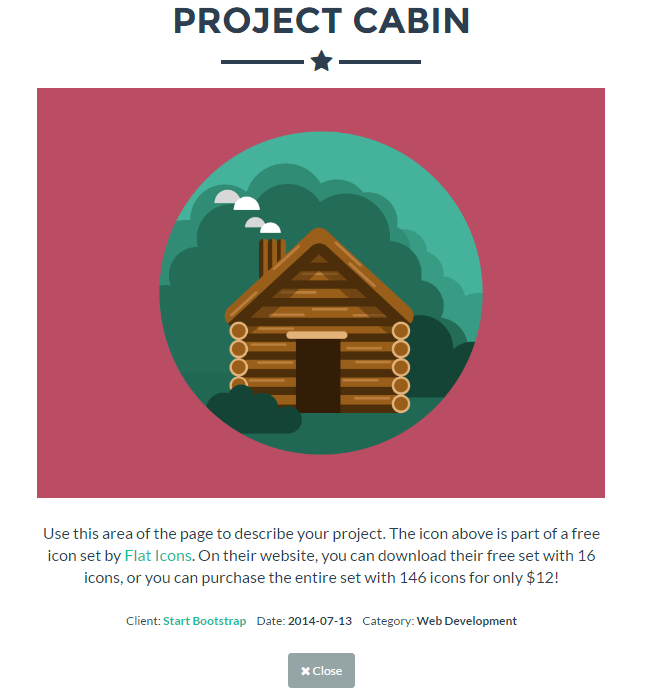 PROJECT CABIN
Use this area of the page to describe your project. The icon above is part of a free
icon set by Flat Icons. On their website, you can download their free set with 16
icons, or you can purchase the entire set with 146 icons for only $12!
Client: Start Bootstrap Date: 2014-07-13 Category: Web Development
✖ Close